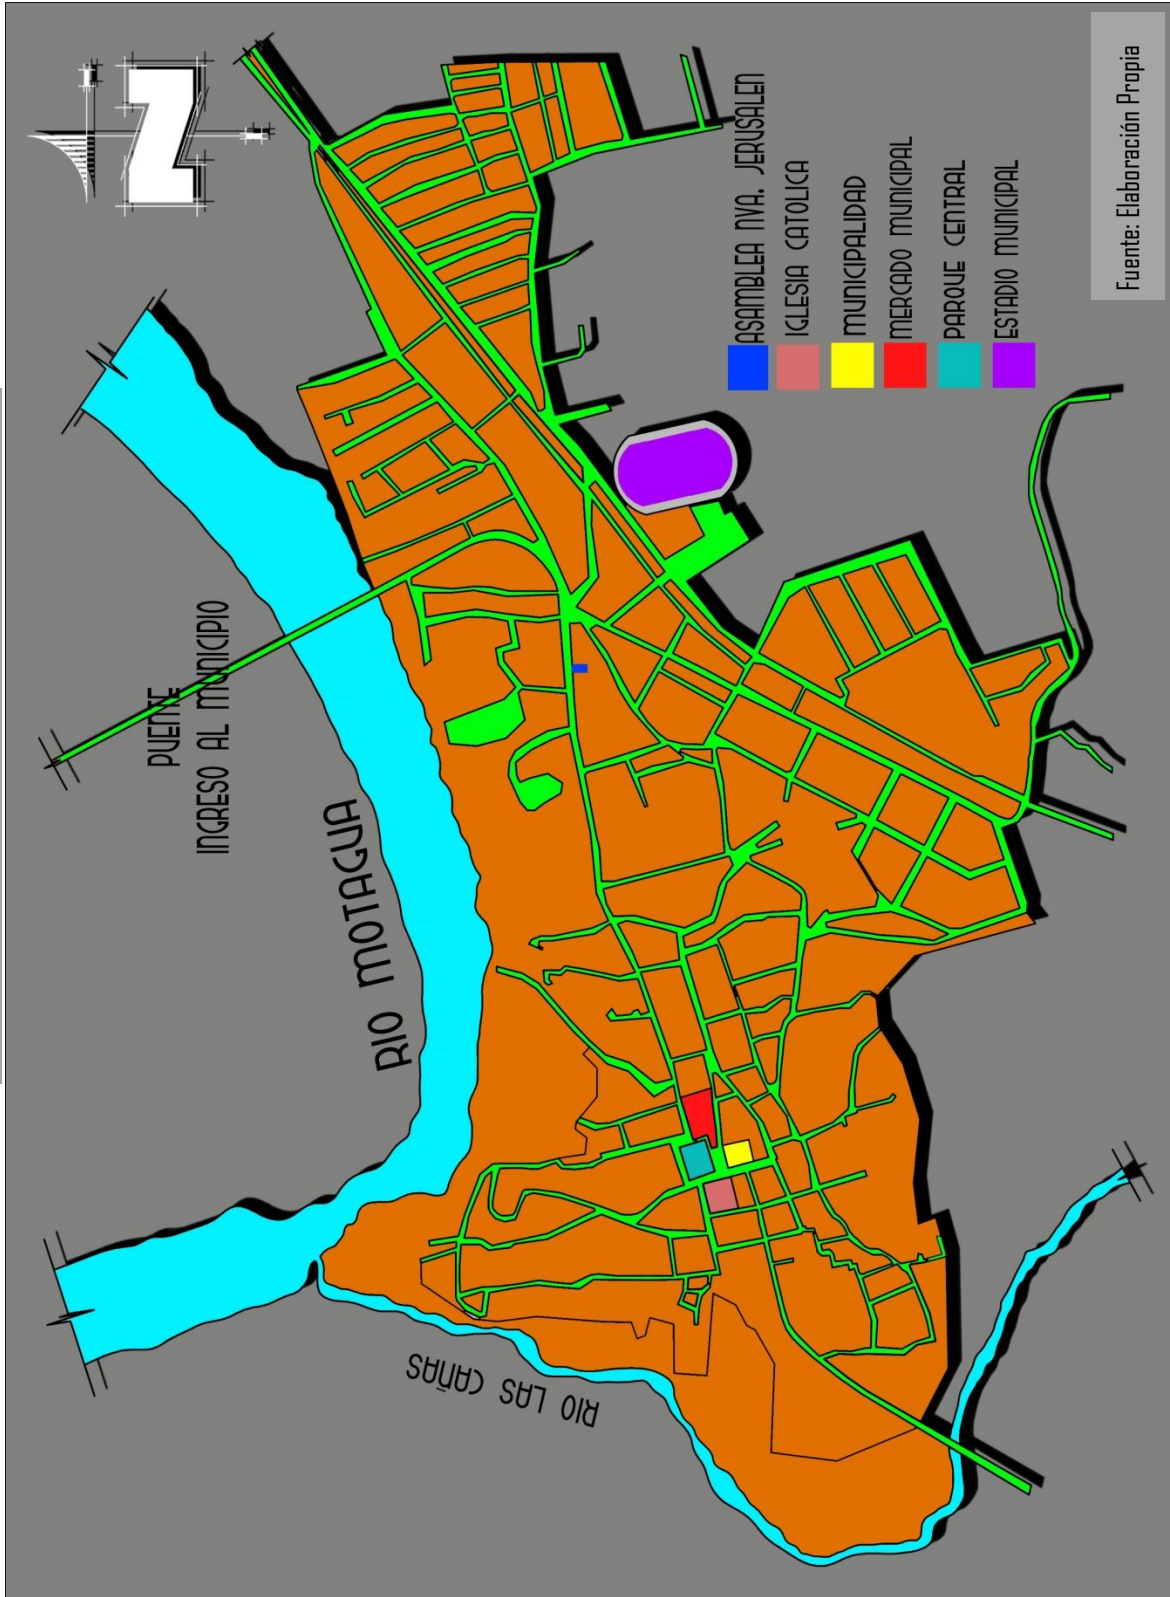 N
PUENTE
INGRESO AL MUNICIPIO
RIO MOTAGUA
RIO LAS CAÑAS
ASAMBLEA NVA. JERUSALEN
IGLESIA CATOLICA
MUNICIPALIDAD
MERCADO MUNICIPAL
PARQUE CENTRAL
ESTADIO MUNICIPAL
Fuente: Elaboración Propia